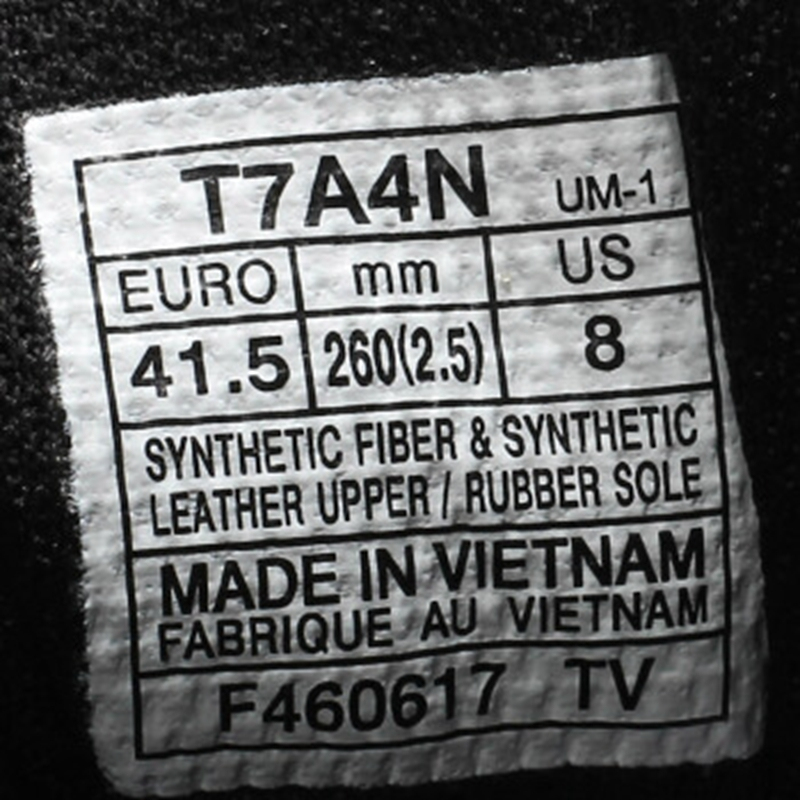 T7A4N UM-1
EURO mm US
41.5 260(2.5) 8
SYNTHETIC FIBER & SYNTHETIC
LEATHER UPPER / RUBBER SOLE
MADE IN VIETNAM
FABRIQUE AU VIETNAM
F460617 TV